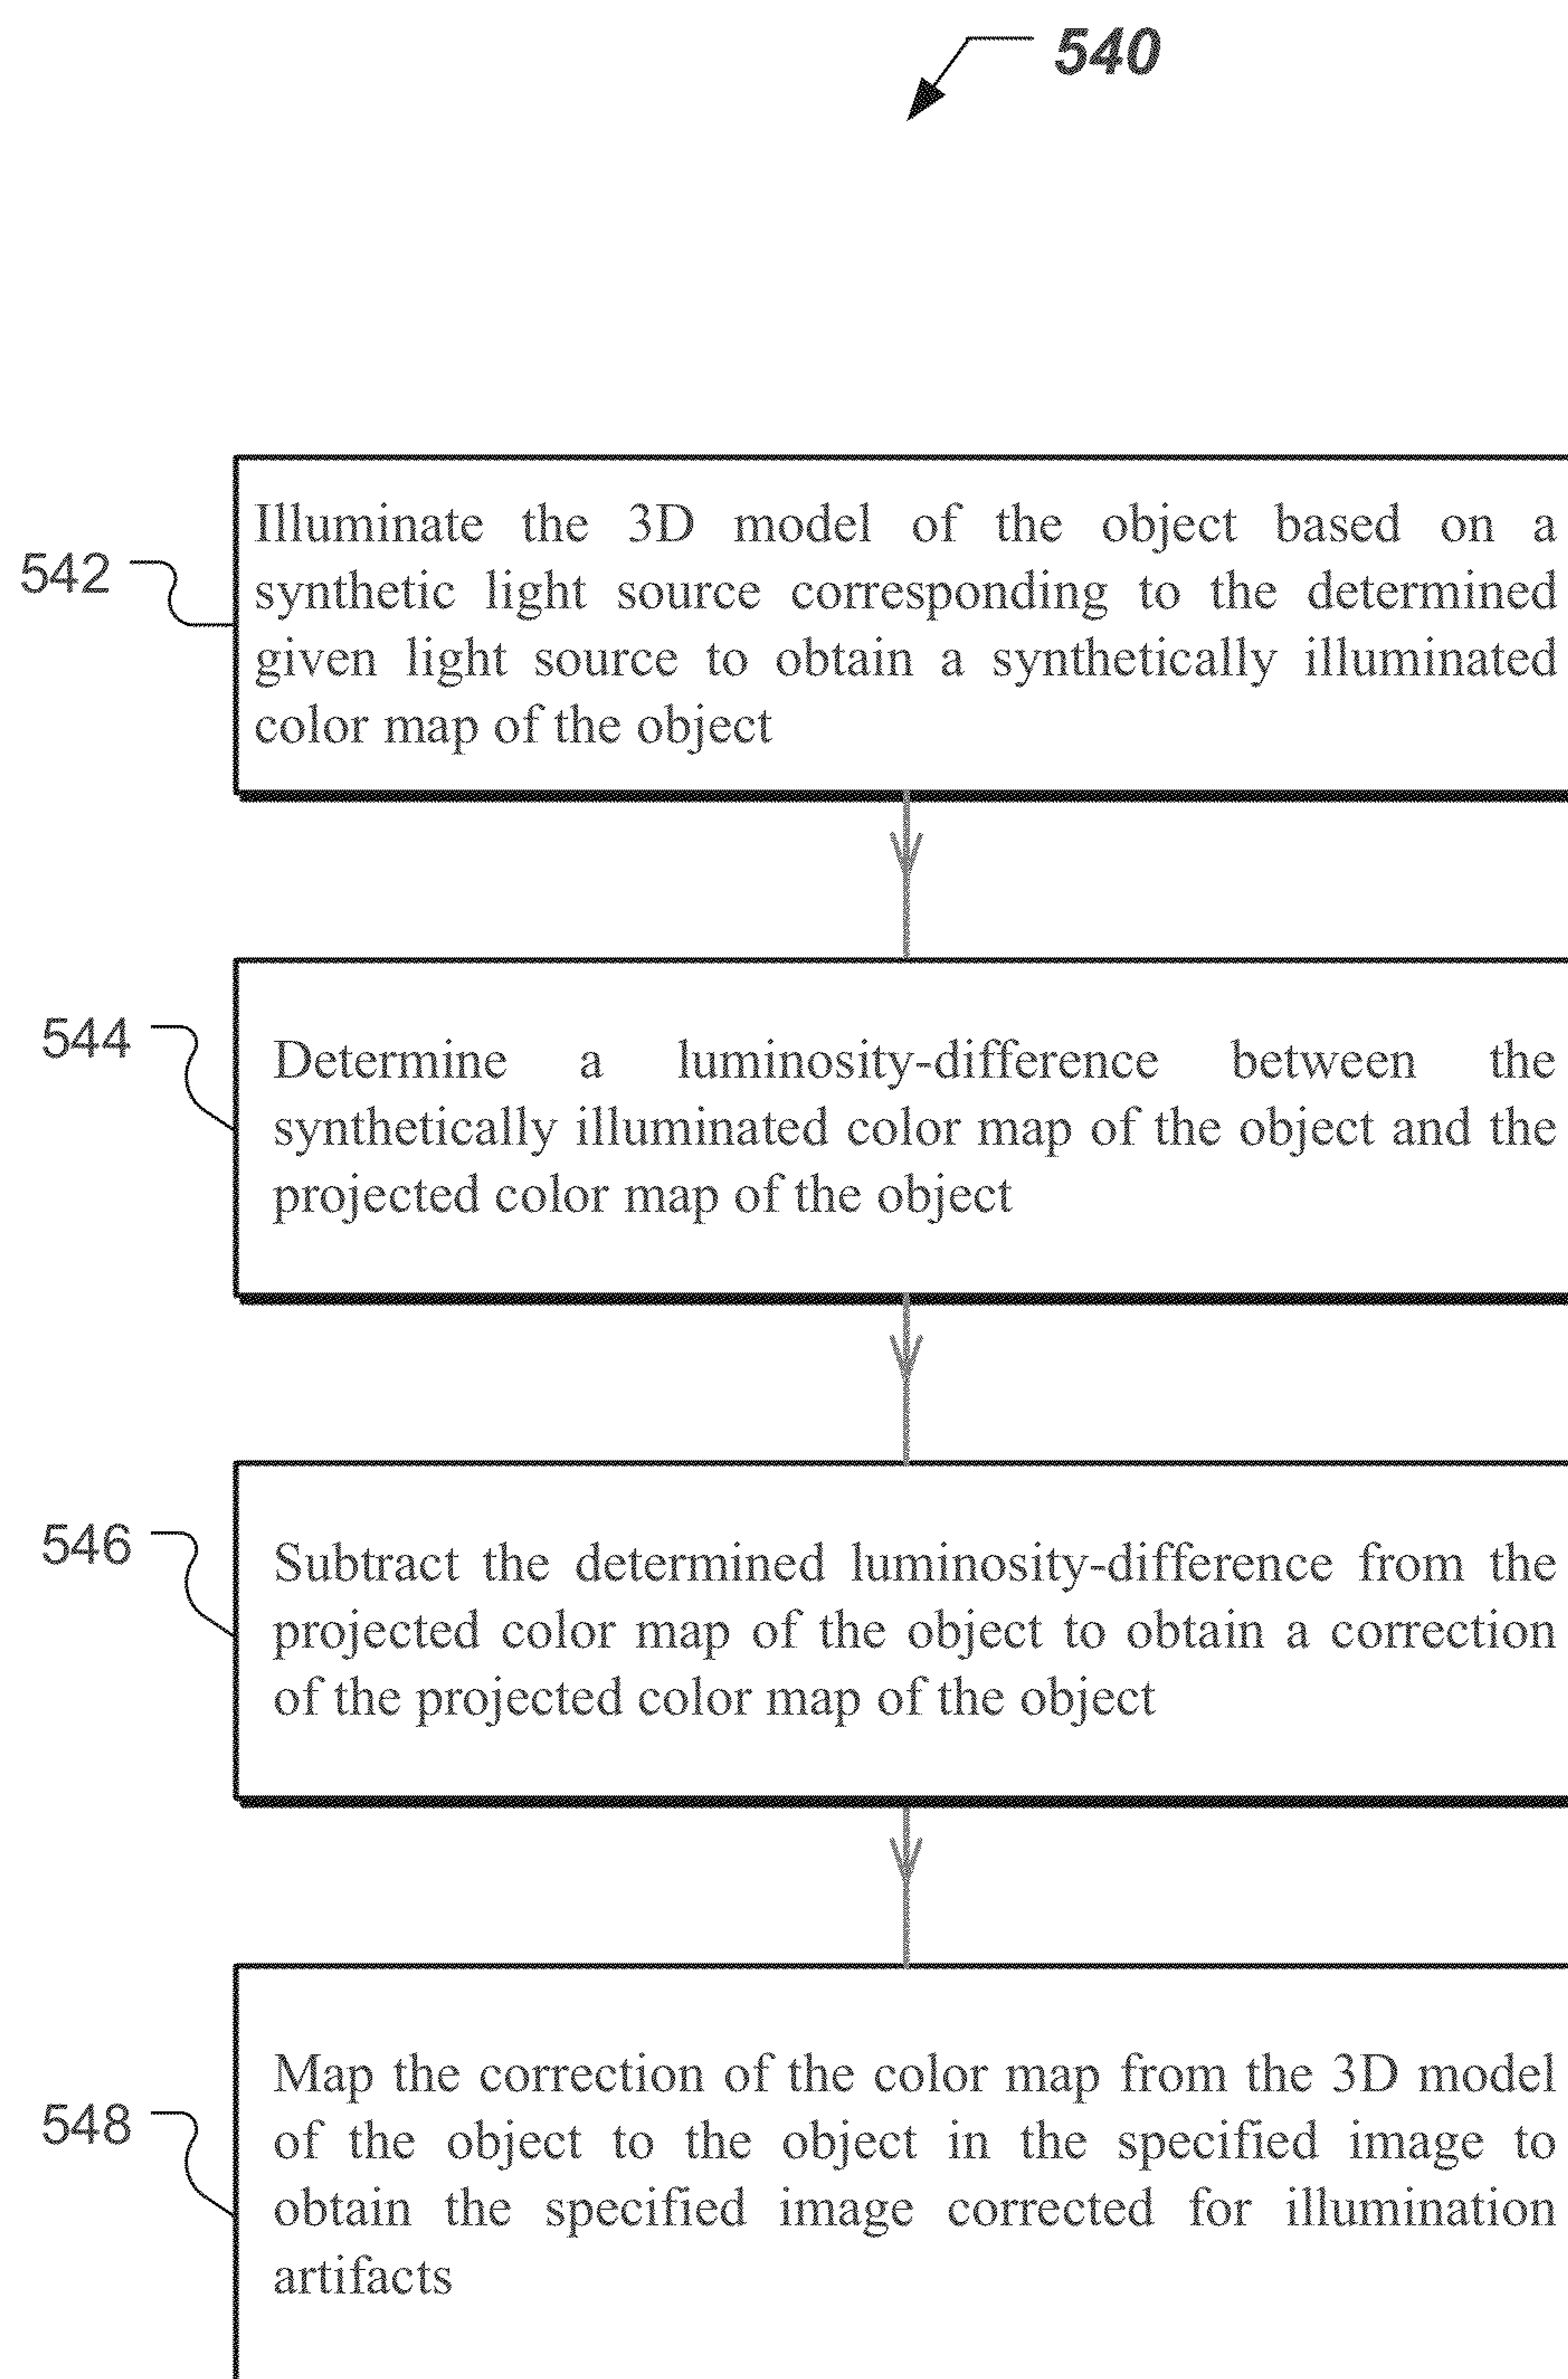 540
542
Illuminate the 3D model of the object based on a
synthetic light source corresponding to the determined
given light source to obtain a synthetically illuminated
color map of the object
544
Determine a luminosity-difference between the
synthetically illuminated color map of the object and the
projected color map of the object
546
Subtract the determined luminosity-difference from the
projected color map of the object to obtain a correction
of the projected color map of the object
548
Map the correction of the color map from the 3D model
of the object to the object in the specified image to
obtain the specified image corrected for illumination
artifacts